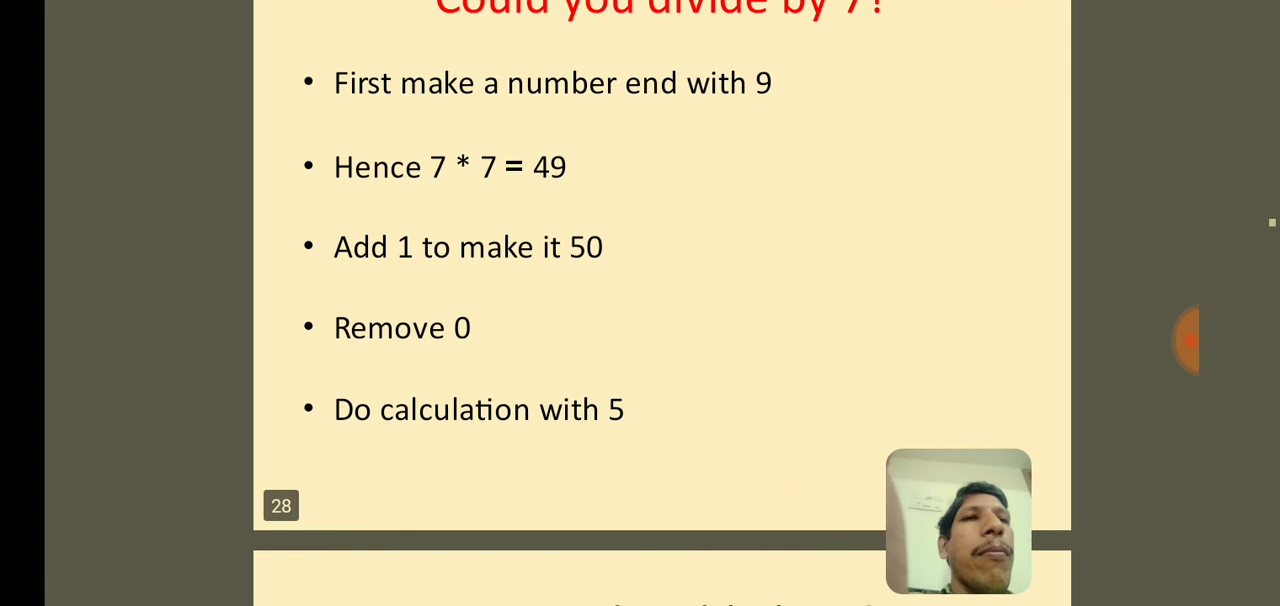 Could you divide by 7?
• First make a number end with 9
• Hence 7 * 7 = 49
• Add 1 to make it 50
• Remove 0
• Do calculation with 5
28